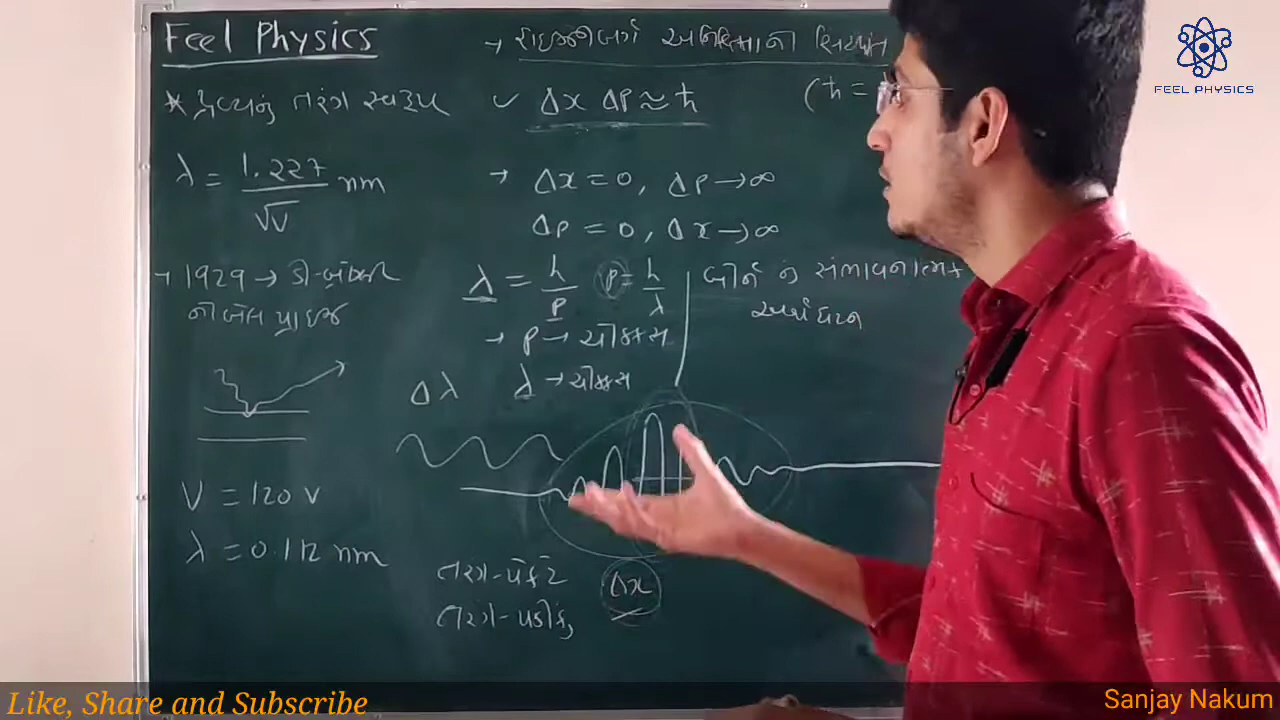 Feel Physics
* દ્રવ્યનું તરંગ સ્વરૂપ
λ = 1.227 / √V nm
→ 1929 → ડી-બ્રોગ્લી
નોબેલ પ્રાઇઝ
V = 120 V
λ = 0.112 nm
→ હાઇઝનબર્ગ અનિશ્ચિતતાનો સિદ્ધાંત
✓ Δx Δp ≈ ħ
(ħ =
→ Δx = 0, Δp → ∞
Δp = 0, Δx → ∞
λ = h / p
p = h / λ
→ p → ચોક્કસ
Δλ
λ → ચોક્કસ
બોર્ન નું સંભાવનાત્મક
અર્થઘટન
તરંગ-પેકેટ
તરંગ-પડીકું
Δx
FEEL PHYSICS
Like, Share and Subscribe
Sanjay Nakum